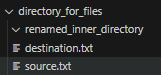 directory_for_files
renamed_inner_directory
destination.txt
source.txt